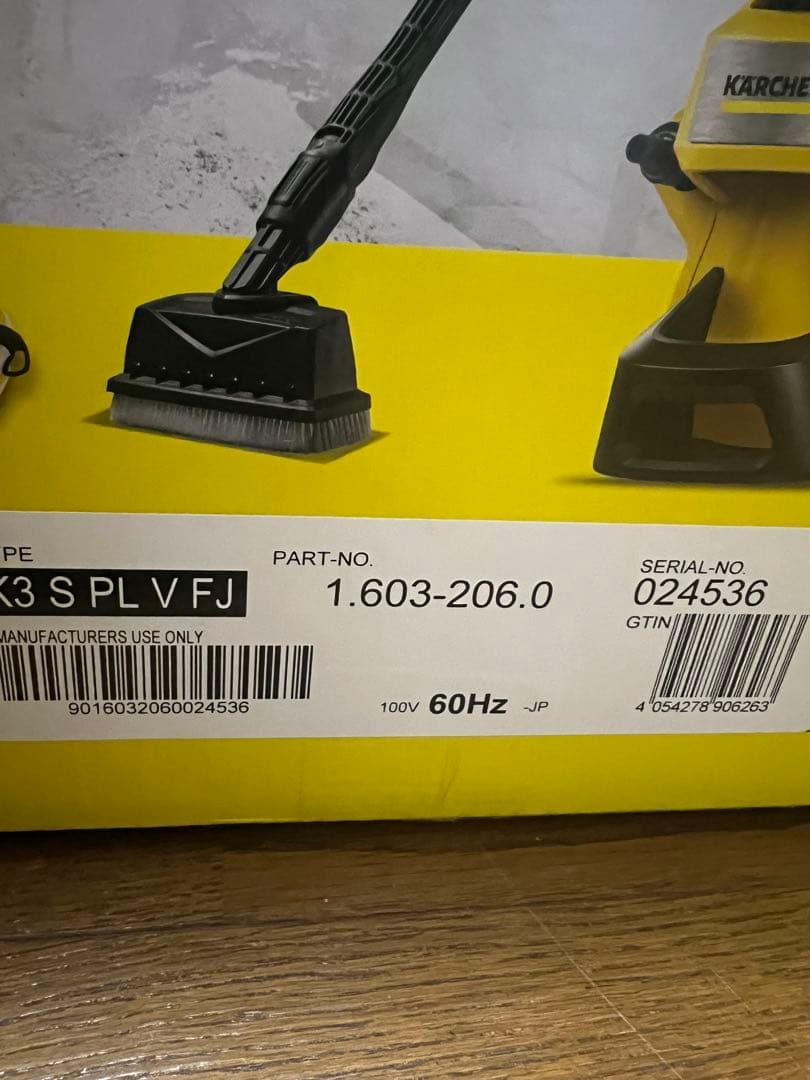 KÄRCHE
PE
K3 S PL V FJ
PART-NO.
1.603-206.0
SERIAL-NO.
024536
GTIN
MANUFACTURERS USE ONLY
9016032060024536
100V 60Hz -JP
4 054278 906263